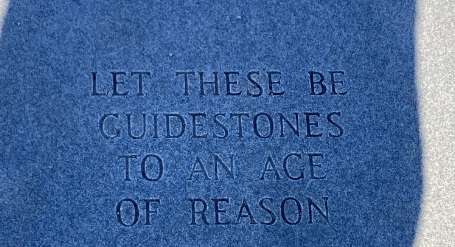 LET THESE BE
GUIDESTONES
TO AN AGE
OF REASON